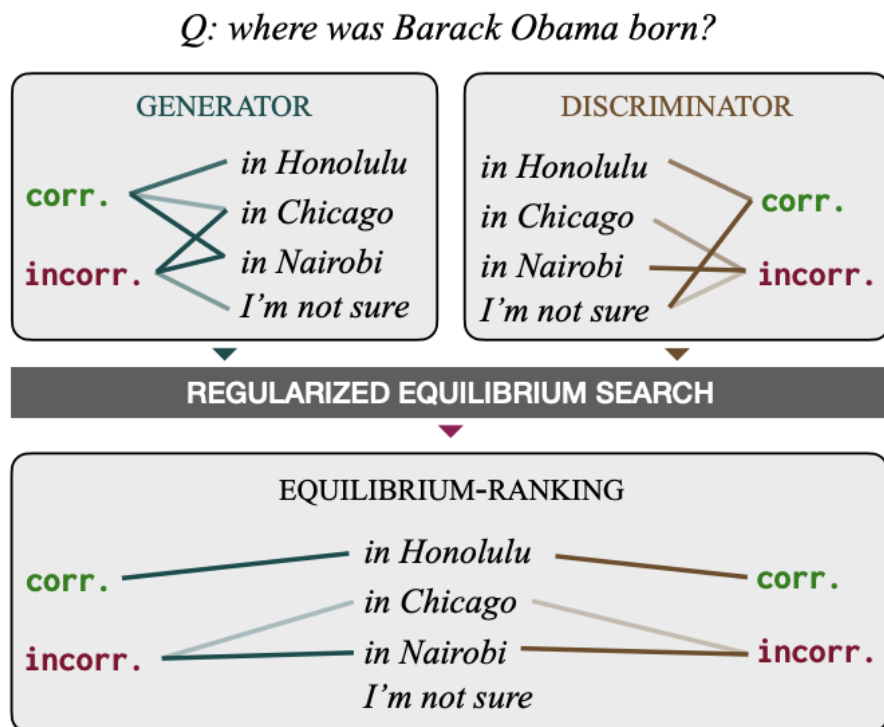 Q: where was Barack Obama born?
GENERATOR
corr.
incorr.
in Honolulu
in Chicago
in Nairobi
I'm not sure
DISCRIMINATOR
in Honolulu
in Chicago
in Nairobi
I'm not sure
corr.
incorr.
REGULARIZED EQUILIBRIUM SEARCH
EQUILIBRIUM-RANKING
corr.
incorr.
in Honolulu
in Chicago
in Nairobi
I'm not sure
corr.
incorr.